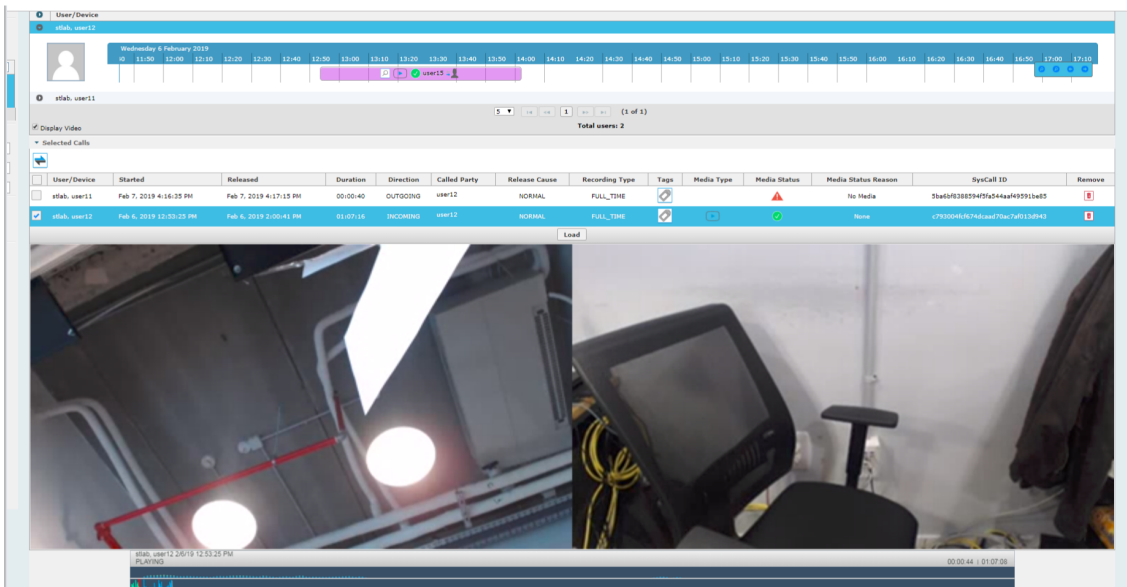 User/Device
stlab, user12
Wednesday 6 February 2019
i0 11:50 12:00 12:10 12:20 12:30 12:40 12:50 13:00 13:10 13:20 13:30 13:40 13:50 14:00 14:10 14:20 14:30 14:40 14:50 15:00 15:10 15:20 15:30 15:40 15:50 16:00 16:10 16:20 16:30 16:40 16:50 17:00 17:10
user15
stlab, user11
5 1 (1 of 1)
Display Video Total users: 2
Selected Calls
User/Device Started Released Duration Direction Called Party Release Cause Recording Type Tags Media Type Media Status Media Status Reason SysCall ID Remove
stlab, user11 Feb 7, 2019 4:16:35 PM Feb 7, 2019 4:17:15 PM 00:00:40 OUTGOING user12 NORMAL FULL_TIME No Media 5ba6bf8388594f5fa544aaf49591be85
stlab, user12 Feb 6, 2019 12:53:25 PM Feb 6, 2019 2:00:41 PM 01:07:16 INCOMING user12 NORMAL FULL_TIME None c793004fcf674dcaad70ac7af013d943
Load
stlab, user12 2/6/19 12:53:25 PM
PLAYING 00:00:44 | 01:07:06